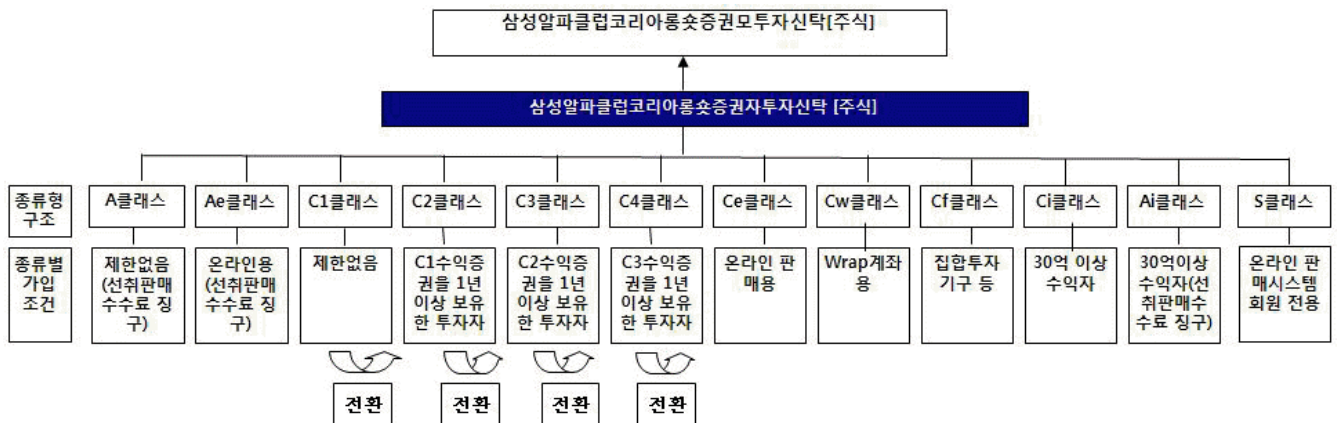 삼성알파클럽코리아롱숏증권모투자신탁[주식]
삼성알파클럽코리아롱숏증권자투자신탁 [주식]
종류형
구조
A클래스
Ae클래스
C1클래스
C2클래스
C3클래스
C4클래스
Ce클래스
Cw클래스
Cf클래스
Ci클래스
Ai클래스
S클래스
종류별
가입
조건
제한없음
(선취판매
수수료 징
구)
온라인용
(선취판매
수수료 징
구)
제한없음
C1수익증
권을 1년
이상 보유
한 투자자
C2수익증
권을 1년
이상 보유
한 투자자
C3수익증
권을 1년
이상 보유
한 투자자
온라인 판
매용
Wrap계좌
용
집합투자
기구 등
30억 이상
수익자
30억이상
수익자(선
취판매수
수료 징구)
온라인 판
매시스템
회원 전용
전환
전환
전환
전환